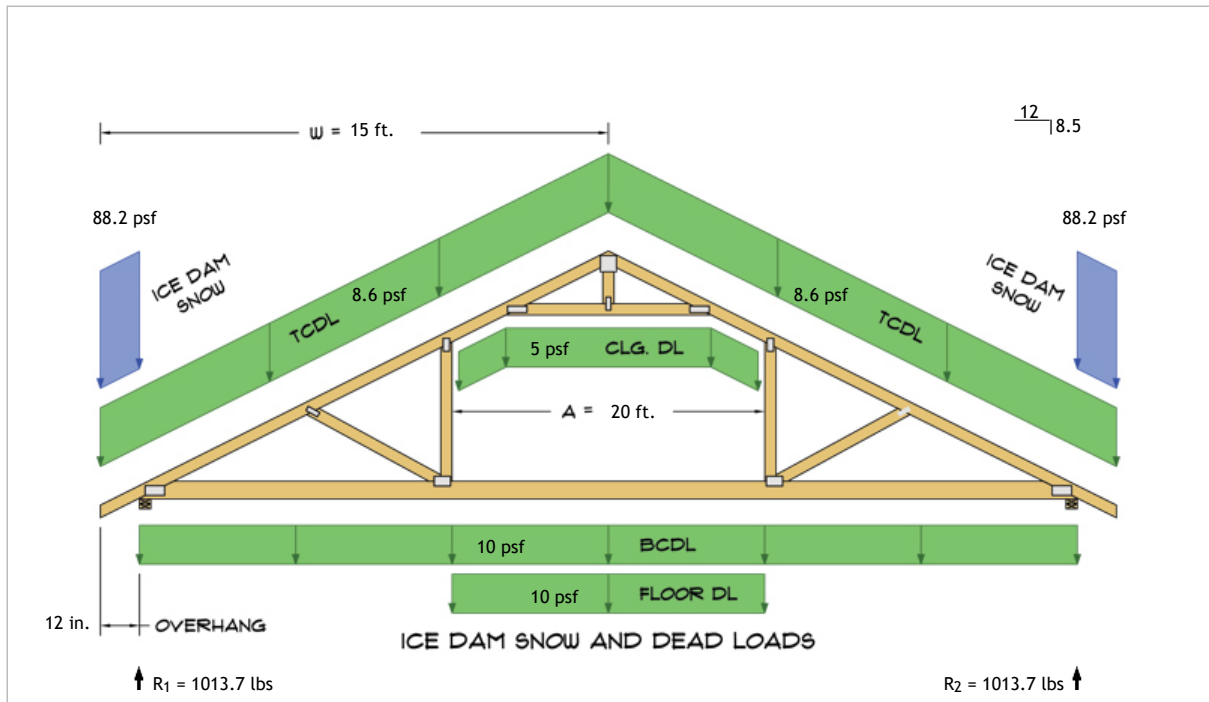 W = 15 ft.
12
8.5
88.2 psf
88.2 psf
ICE DAM
SNOW
ICE DAM
SNOW
8.6 psf
8.6 psf
TCDL
TCDL
5 psf CLG. DL
A = 20 ft.
10 psf BCDL
10 psf FLOOR DL
12 in.
OVERHANG
ICE DAM SNOW AND DEAD LOADS
R1 = 1013.7 lbs
R2 = 1013.7 lbs